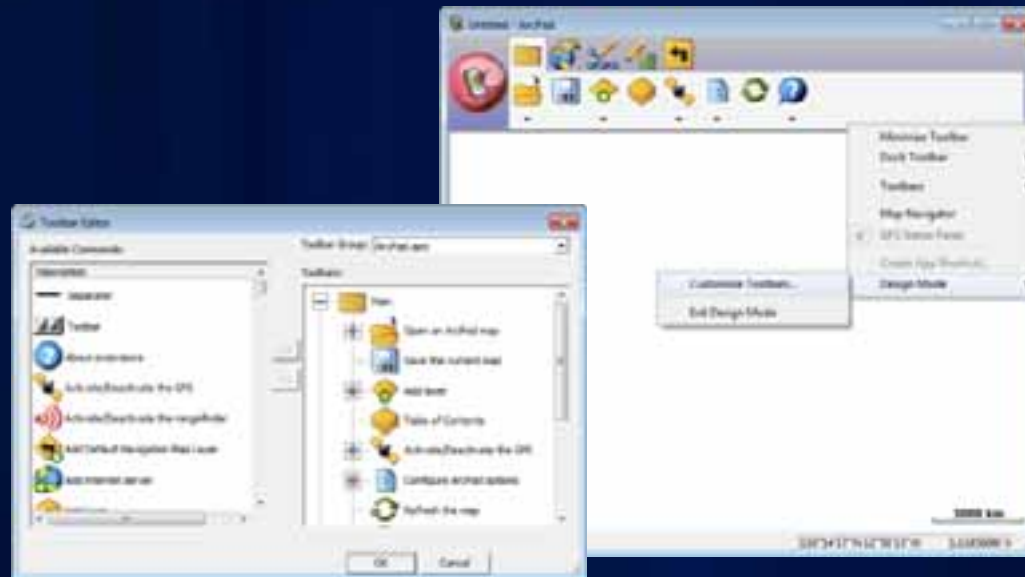 Untitled - ArcPad
Minimize Toolbar
Dock Toolbar
Toolbars
Map Navigator
GPS Status Panel
Design Mode
Customize Toolbars...
Exit Design Mode
5000 km
Toolbar Editor
Available Commands:
Toolbar Group:
Toolbars:
Separator
Toolbar
About extensions
Activate/Deactivate the GPS
Activate/Deactivate the rangefinder
Add Default Navigation Map Layer
Add internet server
Main
Open an ArcPad map
Save the current map
Add layer
Table of Contents
Activate/Deactivate the GPS
Configure ArcPad options
Refresh the map
OK
Cancel